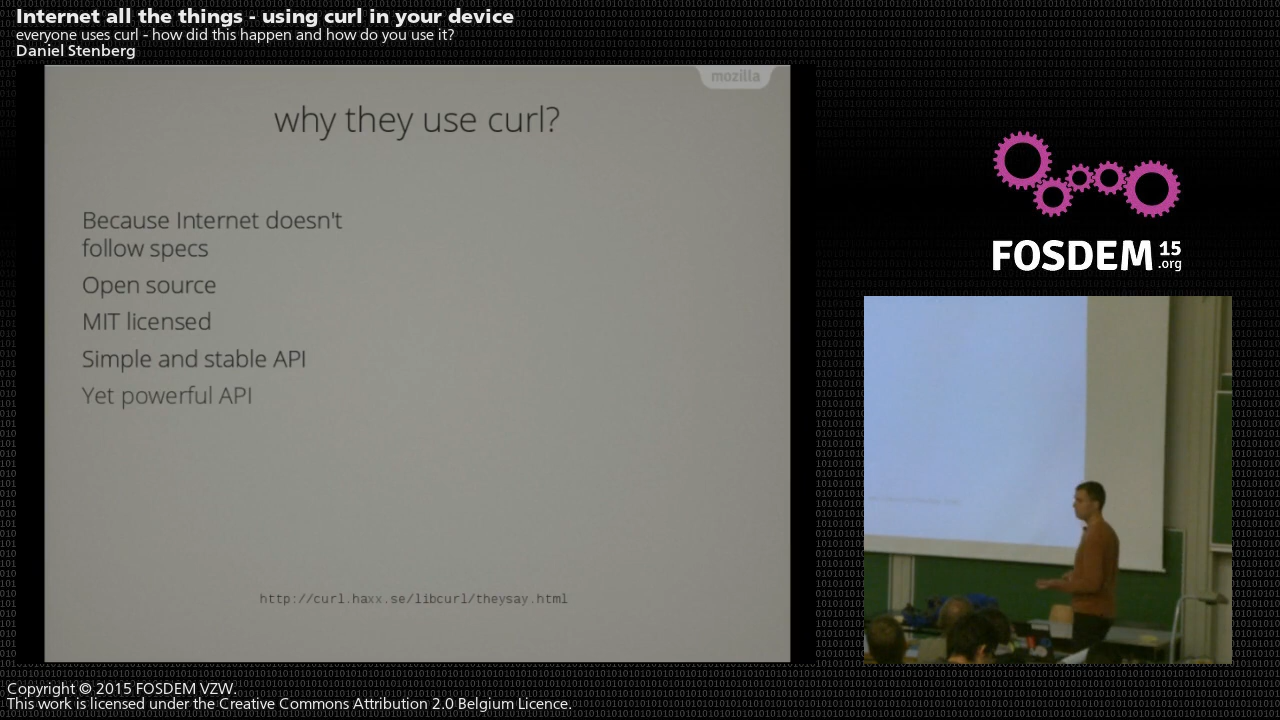 Internet all the things - using curl in your device
everyone uses curl - how did this happen and how do you use it?
Daniel Stenberg
mozilla
why they use curl?
Because Internet doesn't
follow specs
Open source
MIT licensed
Simple and stable API
Yet powerful API
http://curl.haxx.se/libcurl/theysay.html
FOSDEM 15
.org
Copyright © 2015 FOSDEM VZW.
This work is licensed under the Creative Commons Attribution 2.0 Belgium Licence.